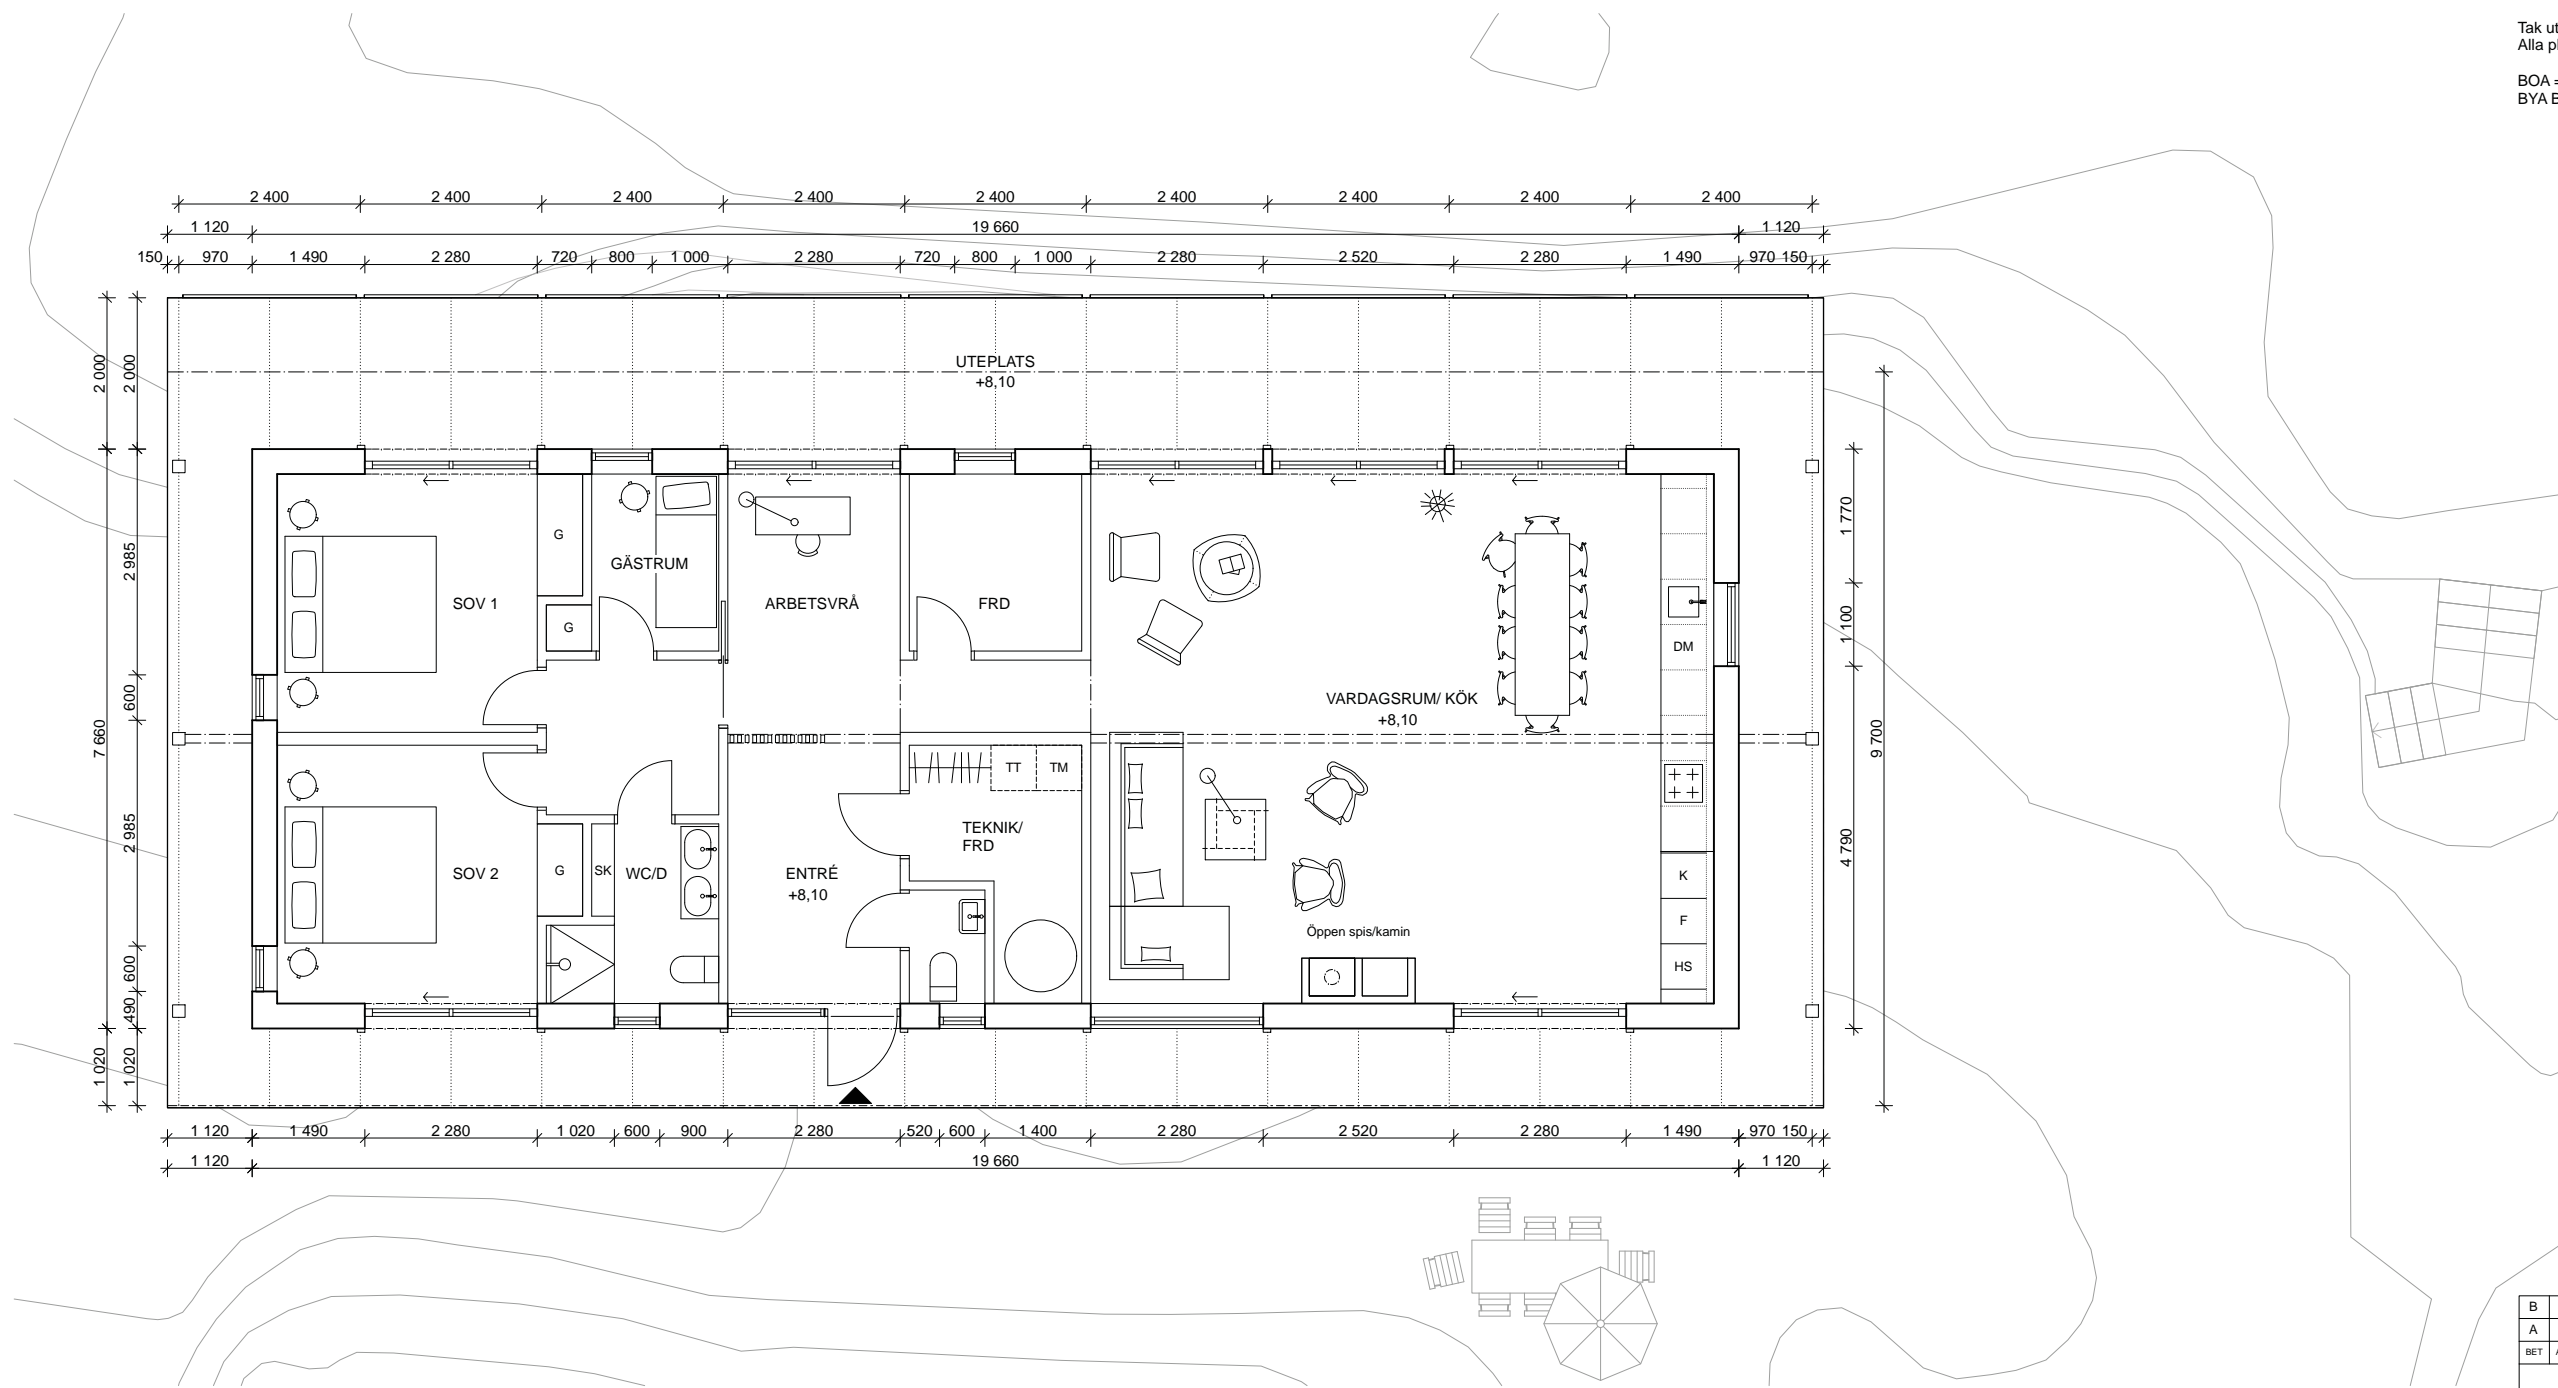 Tak ut
Alla pl
BOA =
BYA B
2 400 2 400 2 400 2 400 2 400 2 400 2 400 2 400 2 400
1 120 19 660 1 120
150 970 1 490 2 280 720 800 1 000 2 280 720 800 1 000 2 280 2 520 2 280 1 490 970 150
UTEPLATS
+8,10
2 000
7 660
1 020
2 000
2 985
600
2 985
600
490
1 020
1 770
1 100
4 790
9 700
G
GÄSTRUM
SOV 1
G
ARBETSVRÅ
FRD
DM
VARDAGSRUM/ KÖK
+8,10
TT
TM
TEKNIK/
FRD
SOV 2
G
SK
WC/D
ENTRÉ
+8,10
K
F
HS
Öppen spis/kamin
1 120 1 490 2 280 1 020 600 900 2 280 520 600 1 400 2 280 2 520 2 280 1 490 970 150
1 120 19 660 1 120
B
A
BET